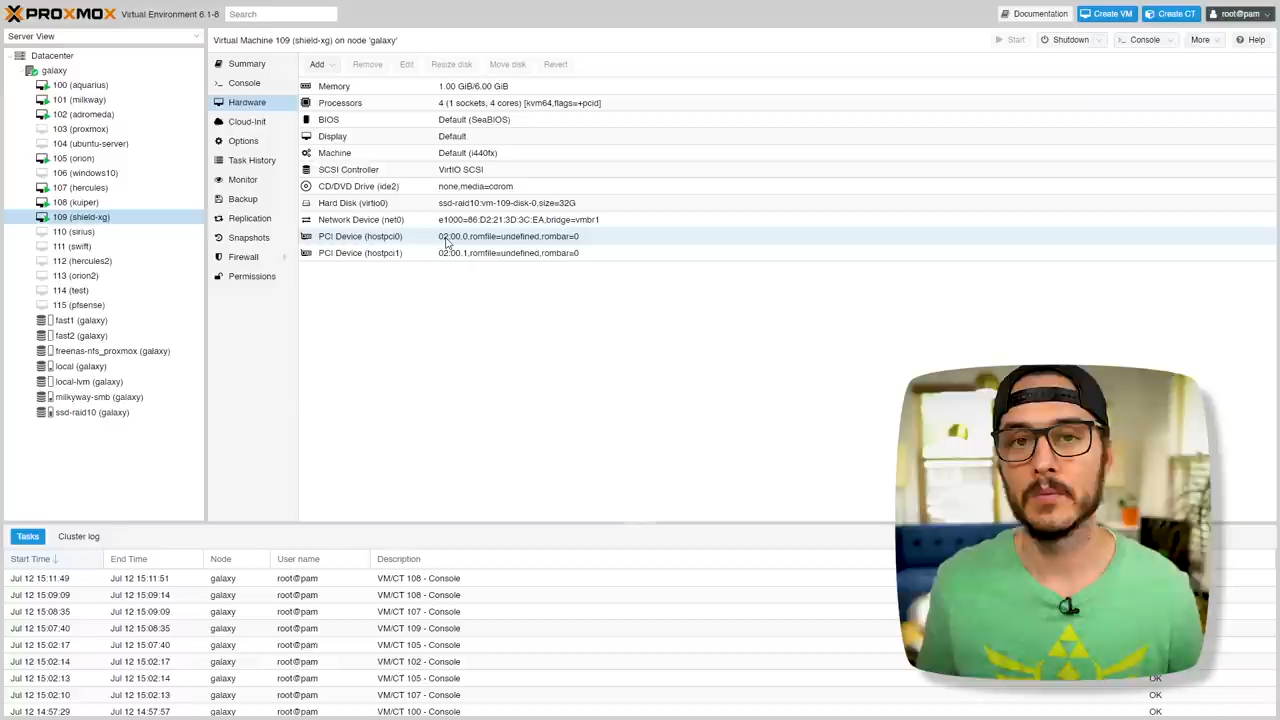 PROXMOX Virtual Environment 6.1-8 Search Documentation Create VM Create CT root@pam
Server View
Virtual Machine 109 (shield-xg) on node 'galaxy' Start Shutdown Console More Help
Datacenter
galaxy
100 (aquarius)
101 (milkway)
102 (adromeda)
103 (proxmox)
104 (ubuntu-server)
105 (orion)
106 (windows10)
107 (hercules)
108 (kuiper)
109 (shield-xg)
110 (sirius)
111 (swift)
112 (hercules2)
113 (orion2)
114 (test)
115 (pfsense)
fast1 (galaxy)
fast2 (galaxy)
freenas-nfs_proxmox (galaxy)
local (galaxy)
local-lvm (galaxy)
milkyway-smb (galaxy)
ssd-raid10 (galaxy)
Summary
Console
Hardware
Cloud-Init
Options
Task History
Monitor
Backup
Replication
Snapshots
Firewall
Permissions
Add Remove Edit Resize disk Move disk Revert
Memory 1.00 GiB/6.00 GiB
Processors 4 (1 sockets, 4 cores) [kvm64,flags=+pcid]
BIOS Default (SeaBIOS)
Display Default
Machine Default (i440fx)
SCSI Controller VirtIO SCSI
CD/DVD Drive (ide2) none,media=cdrom
Hard Disk (virtio0) ssd-raid10:vm-109-disk-0,size=32G
Network Device (net0) e1000=86:D2:21:3D:3C:EA,bridge=vmbr1
PCI Device (hostpci0) 02:00.0,romfile=undefined,rombar=0
PCI Device (hostpci1) 02:00.1,romfile=undefined,rombar=0
Tasks Cluster log
Start Time End Time Node User name Description
Jul 12 15:11:49 Jul 12 15:11:51 galaxy root@pam VM/CT 108 - Console
Jul 12 15:09:09 Jul 12 15:09:14 galaxy root@pam VM/CT 108 - Console
Jul 12 15:08:35 Jul 12 15:09:09 galaxy root@pam VM/CT 107 - Console
Jul 12 15:07:40 Jul 12 15:08:35 galaxy root@pam VM/CT 109 - Console
Jul 12 15:02:17 Jul 12 15:07:40 galaxy root@pam VM/CT 105 - Console
Jul 12 15:02:14 Jul 12 15:02:17 galaxy root@pam VM/CT 102 - Console
Jul 12 15:02:13 Jul 12 15:02:14 galaxy root@pam VM/CT 105 - Console OK
Jul 12 15:02:10 Jul 12 15:02:13 galaxy root@pam VM/CT 107 - Console OK
Jul 12 14:57:29 Jul 12 14:57:57 galaxy root@pam VM/CT 100 - Console OK